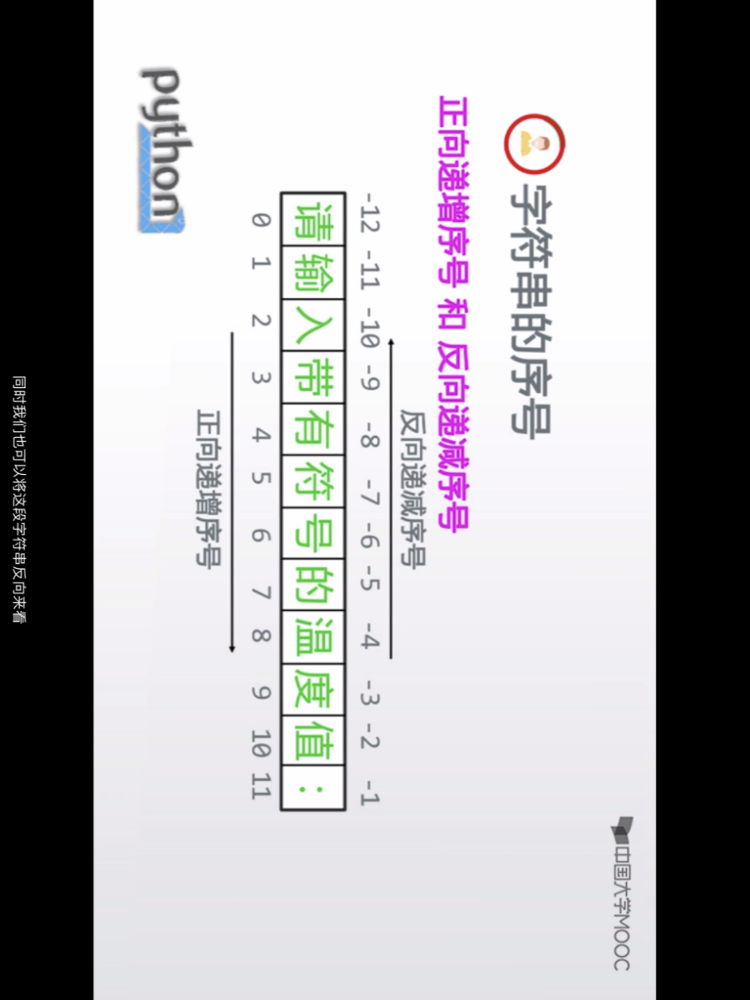 中国大学MOOC
字符串的序号
正向递增序号 和 反向递减序号
反向递减序号
-12 -11 -10 -9 -8 -7 -6 -5 -4 -3 -2 -1
请输入带有符号的温度值：
0 1 2 3 4 5 6 7 8 9 10 11
正向递增序号
python
同时我们也可以将这段字符串反向来看